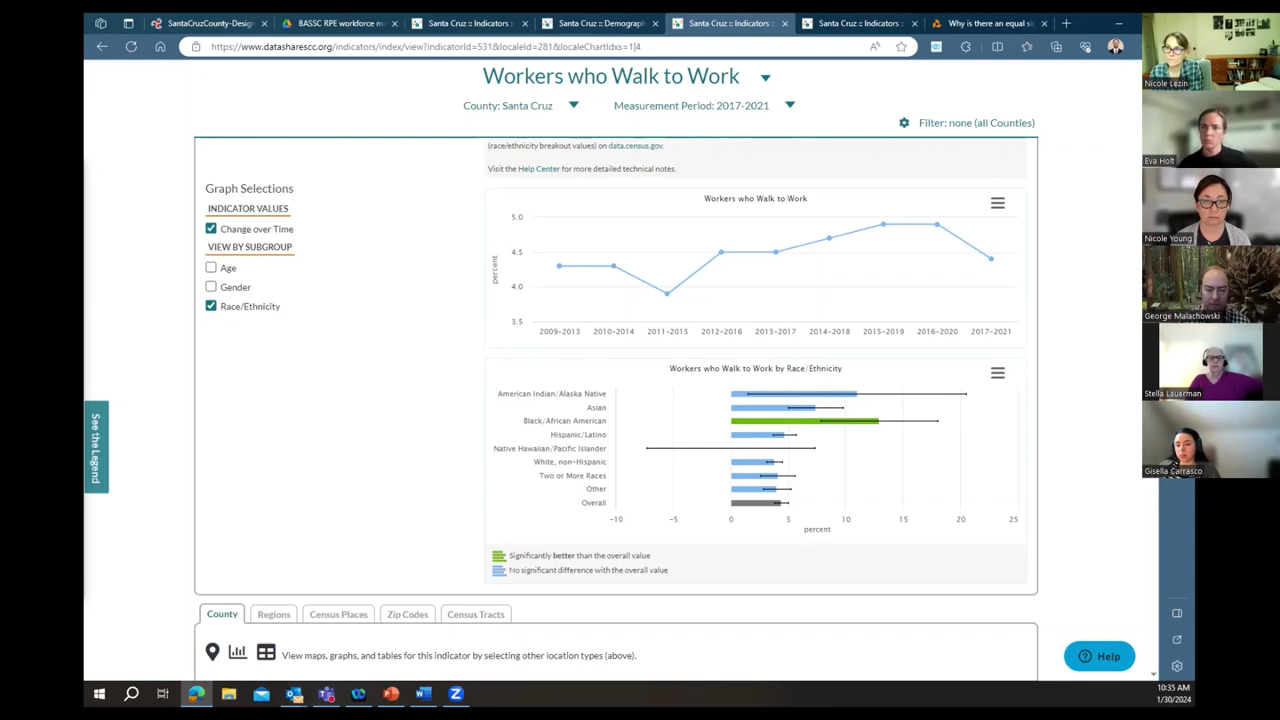 SantaCruzCounty-Design
BASSC RPE workforce m
Santa Cruz :: Indicators
Santa Cruz :: Demograph
Santa Cruz :: Indicators
Santa Cruz :: Indicators
Why is there an equal si
https://www.datasharescc.org/indicators/index/view?indicatorId=531&localeId=281&localeChartIdxs=1|4
Workers who Walk to Work
County: Santa Cruz
Measurement Period: 2017-2021
Filter: none (all Counties)
(race/ethnicity breakout values) on data.census.gov.
Visit the Help Center for more detailed technical notes.
Graph Selections
INDICATOR VALUES
Change over Time
VIEW BY SUBGROUP
Age
Gender
Race/Ethnicity
Workers who Walk to Work
5.0
4.5
4.0
3.5
percent
2009-2013 2010-2014 2011-2015 2012-2016 2013-2017 2014-2018 2015-2019 2016-2020 2017-2021
Workers who Walk to Work by Race/Ethnicity
American Indian/Alaska Native
Asian
Black/African American
Hispanic/Latino
Native Hawaiian/Pacific Islander
White, non-Hispanic
Two or More Races
Other
Overall
-10 -5 0 5 10 15 20 25
percent
Significantly better than the overall value
No significant difference with the overall value
See the Legend
County
Regions
Census Places
Zip Codes
Census Tracts
View maps, graphs, and tables for this indicator by selecting other location types (above).
Help
10:35 AM
1/30/2024
Nicole Lezin
Eva Holt
Nicole Young
George Malachowski
Stella Lauerman
Gisella Carrasco